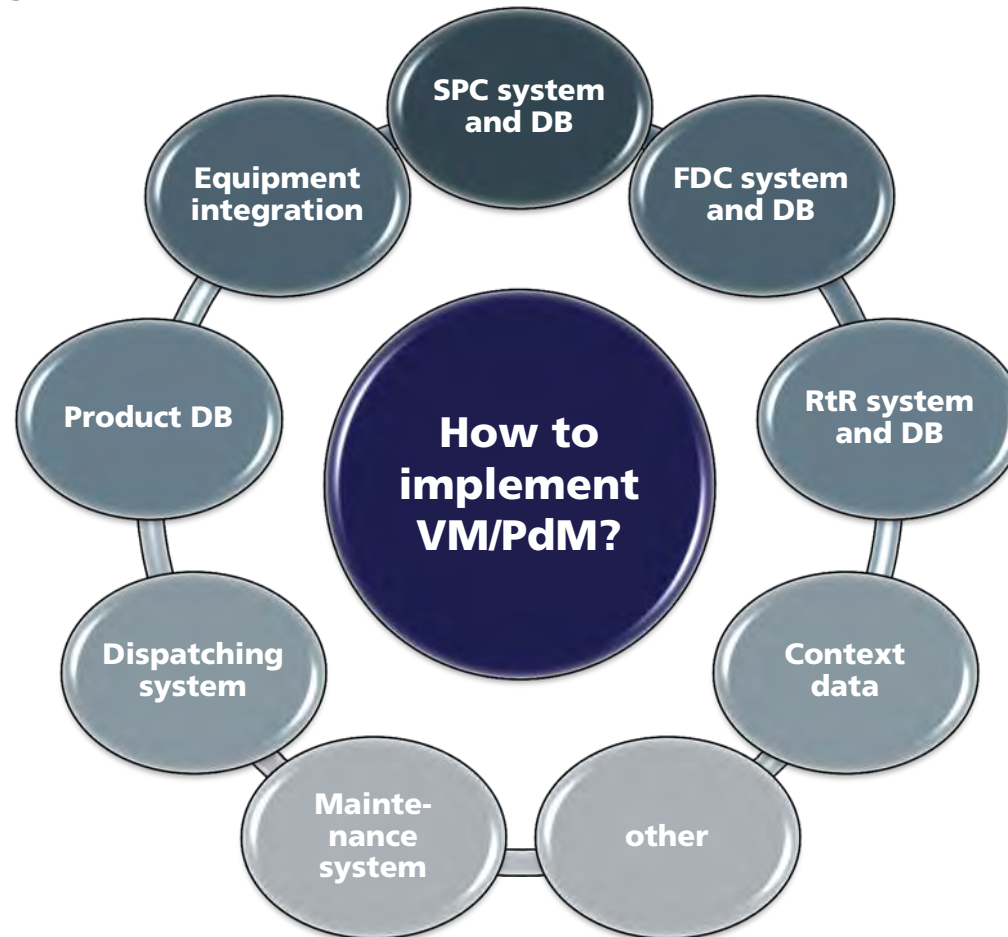 SPC system
and DB
FDC system
and DB
RtR system
and DB
Context
data
other
Mainte-
nance
system
Dispatching
system
Product DB
Equipment
integration
How to
implement
VM/PdM?